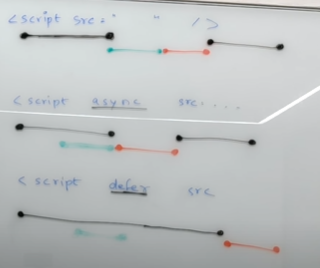 <script src = " " />
<script async src. . . .
<script defer src